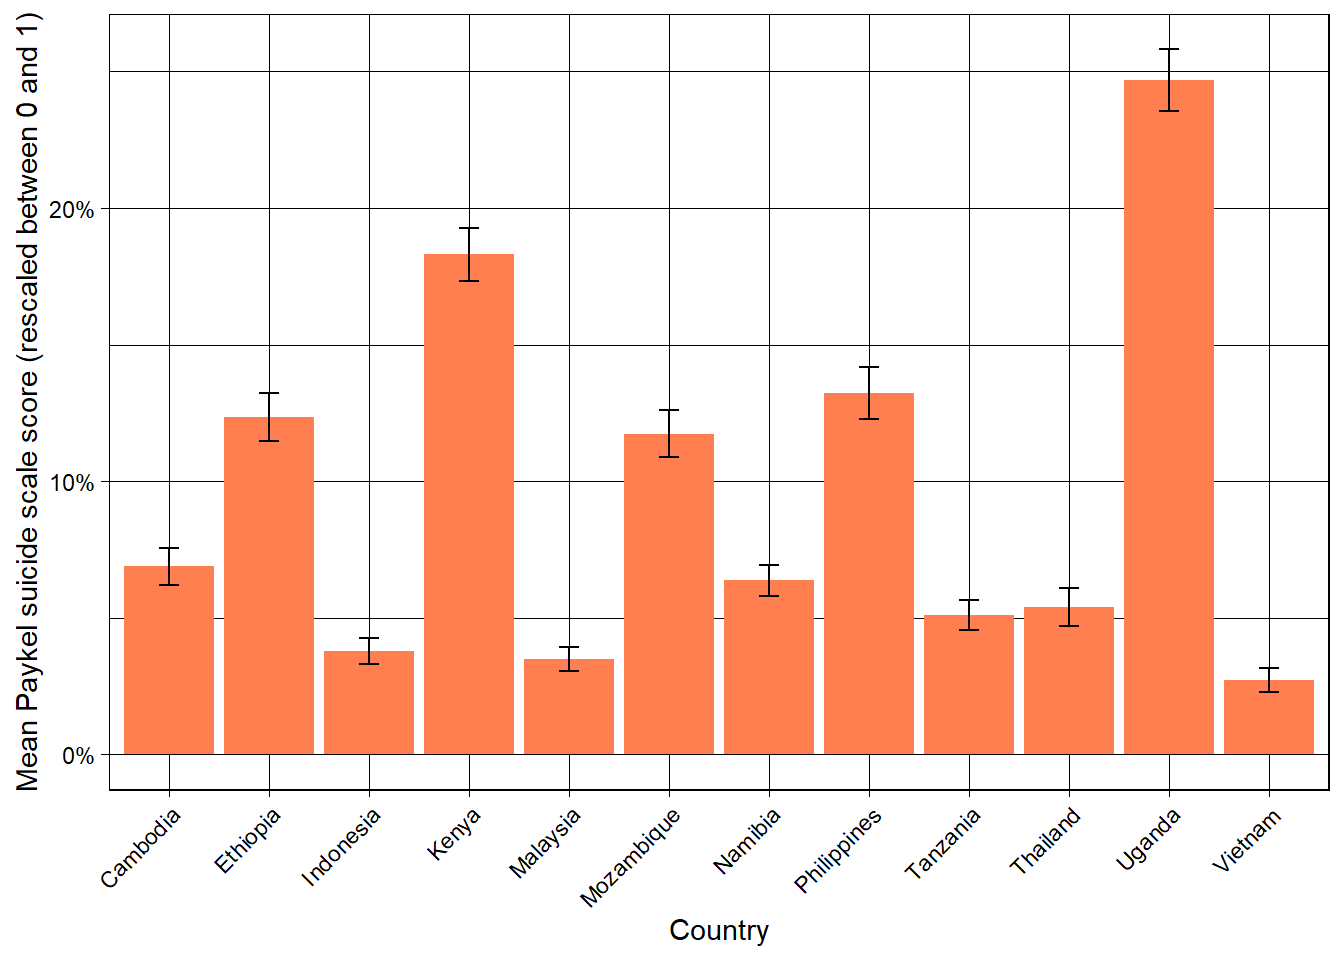 Mean Paykel suicide scale score (rescaled between 0 and 1)
20%
10%
0%
Cambodia
Ethiopia
Indonesia
Kenya
Malaysia
Mozambique
Namibia
Philippines
Tanzania
Thailand
Uganda
Vietnam
Country